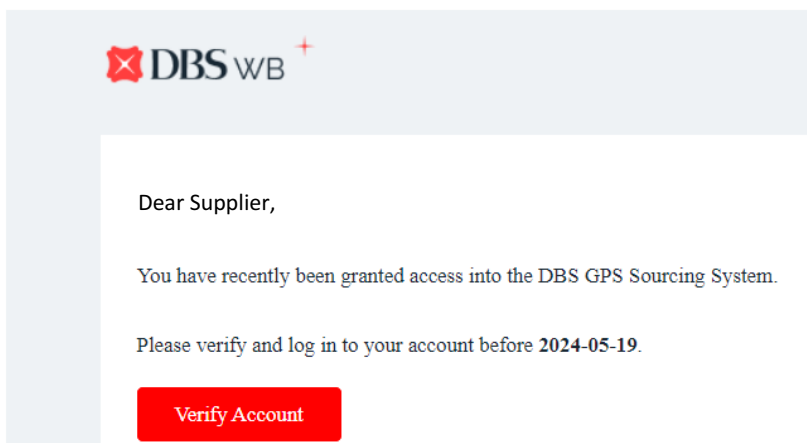 DBS WB
Dear Supplier,
You have recently been granted access into the DBS GPS Sourcing System.
Please verify and log in to your account before 2024-05-19.
Verify Account